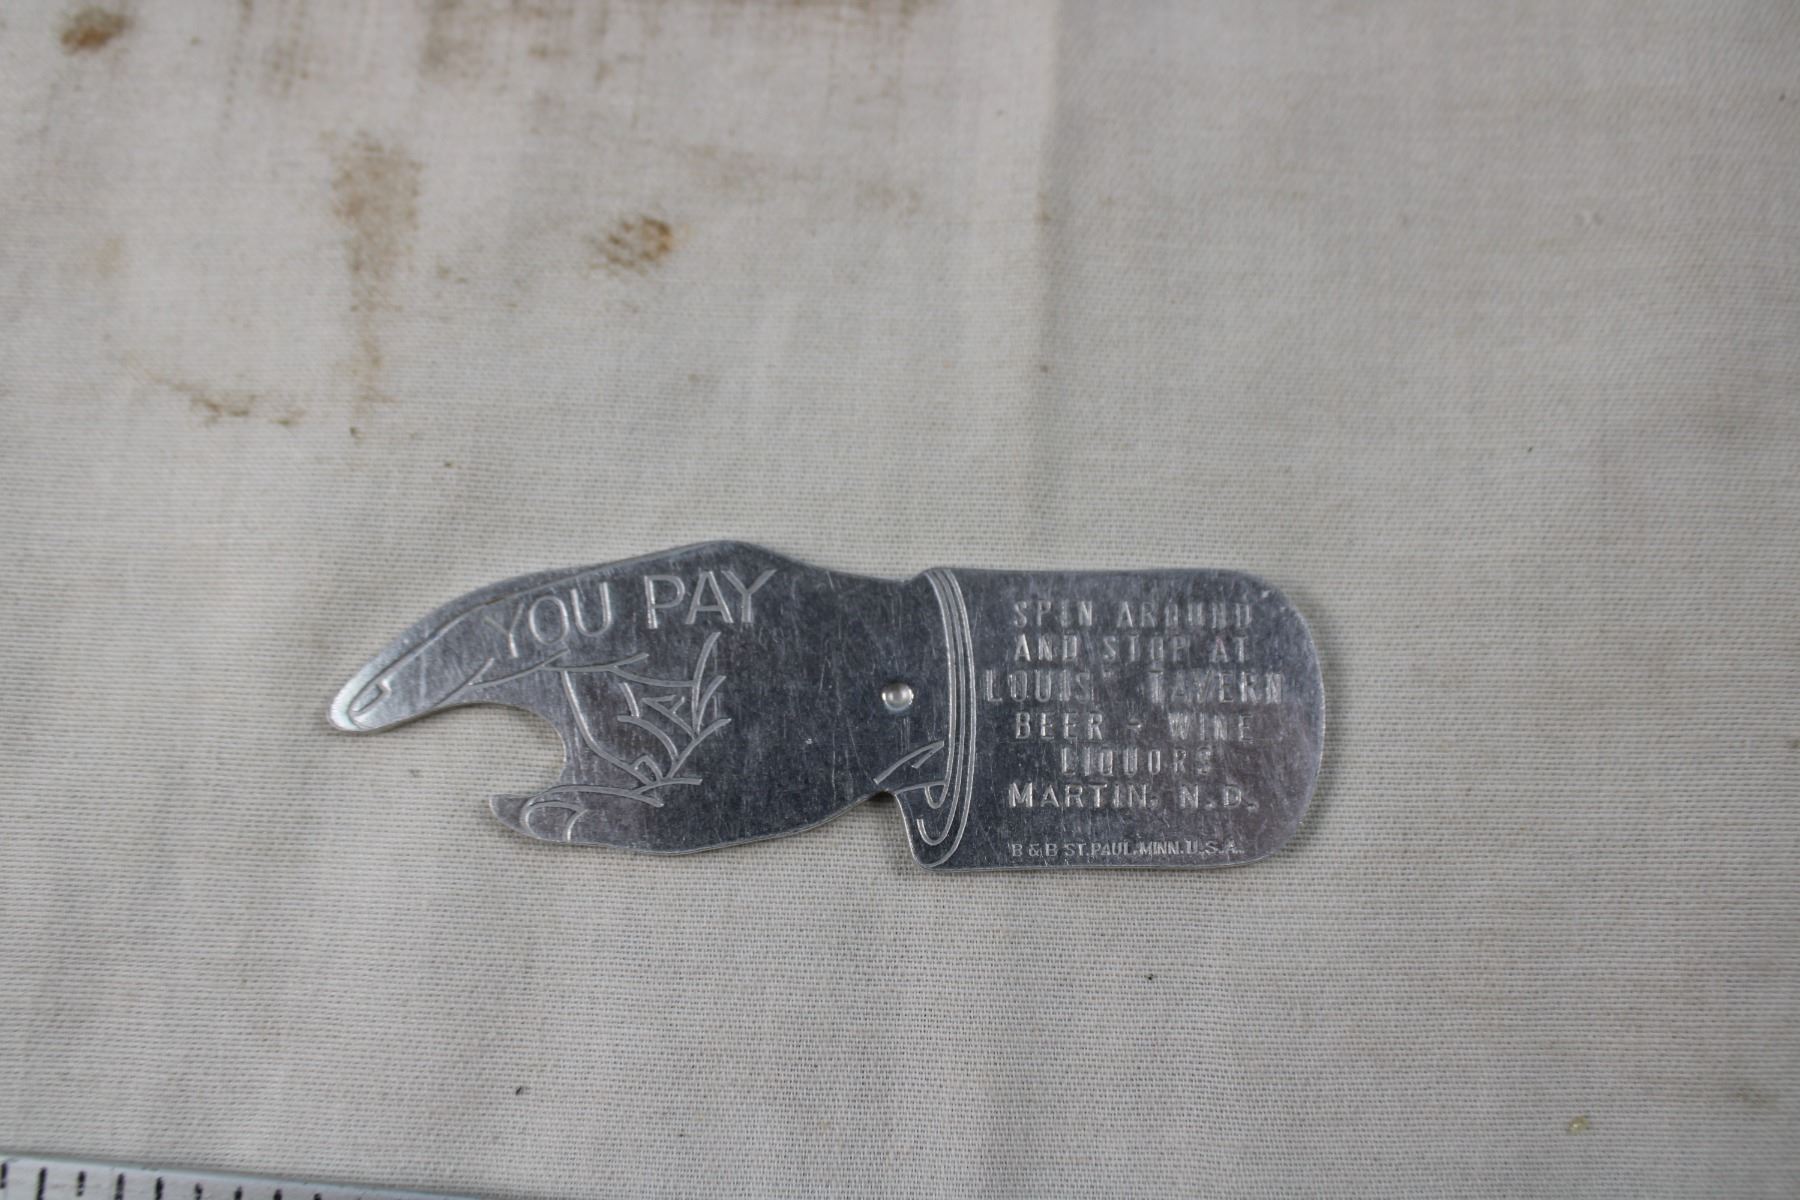 YOU PAY
SPIN AROUND
AND STOP AT
LOUIS' TAVERN
BEER - WINE
LIQUORS
MARTIN, N.D.
B & B ST. PAUL, MINN. U.S.A.